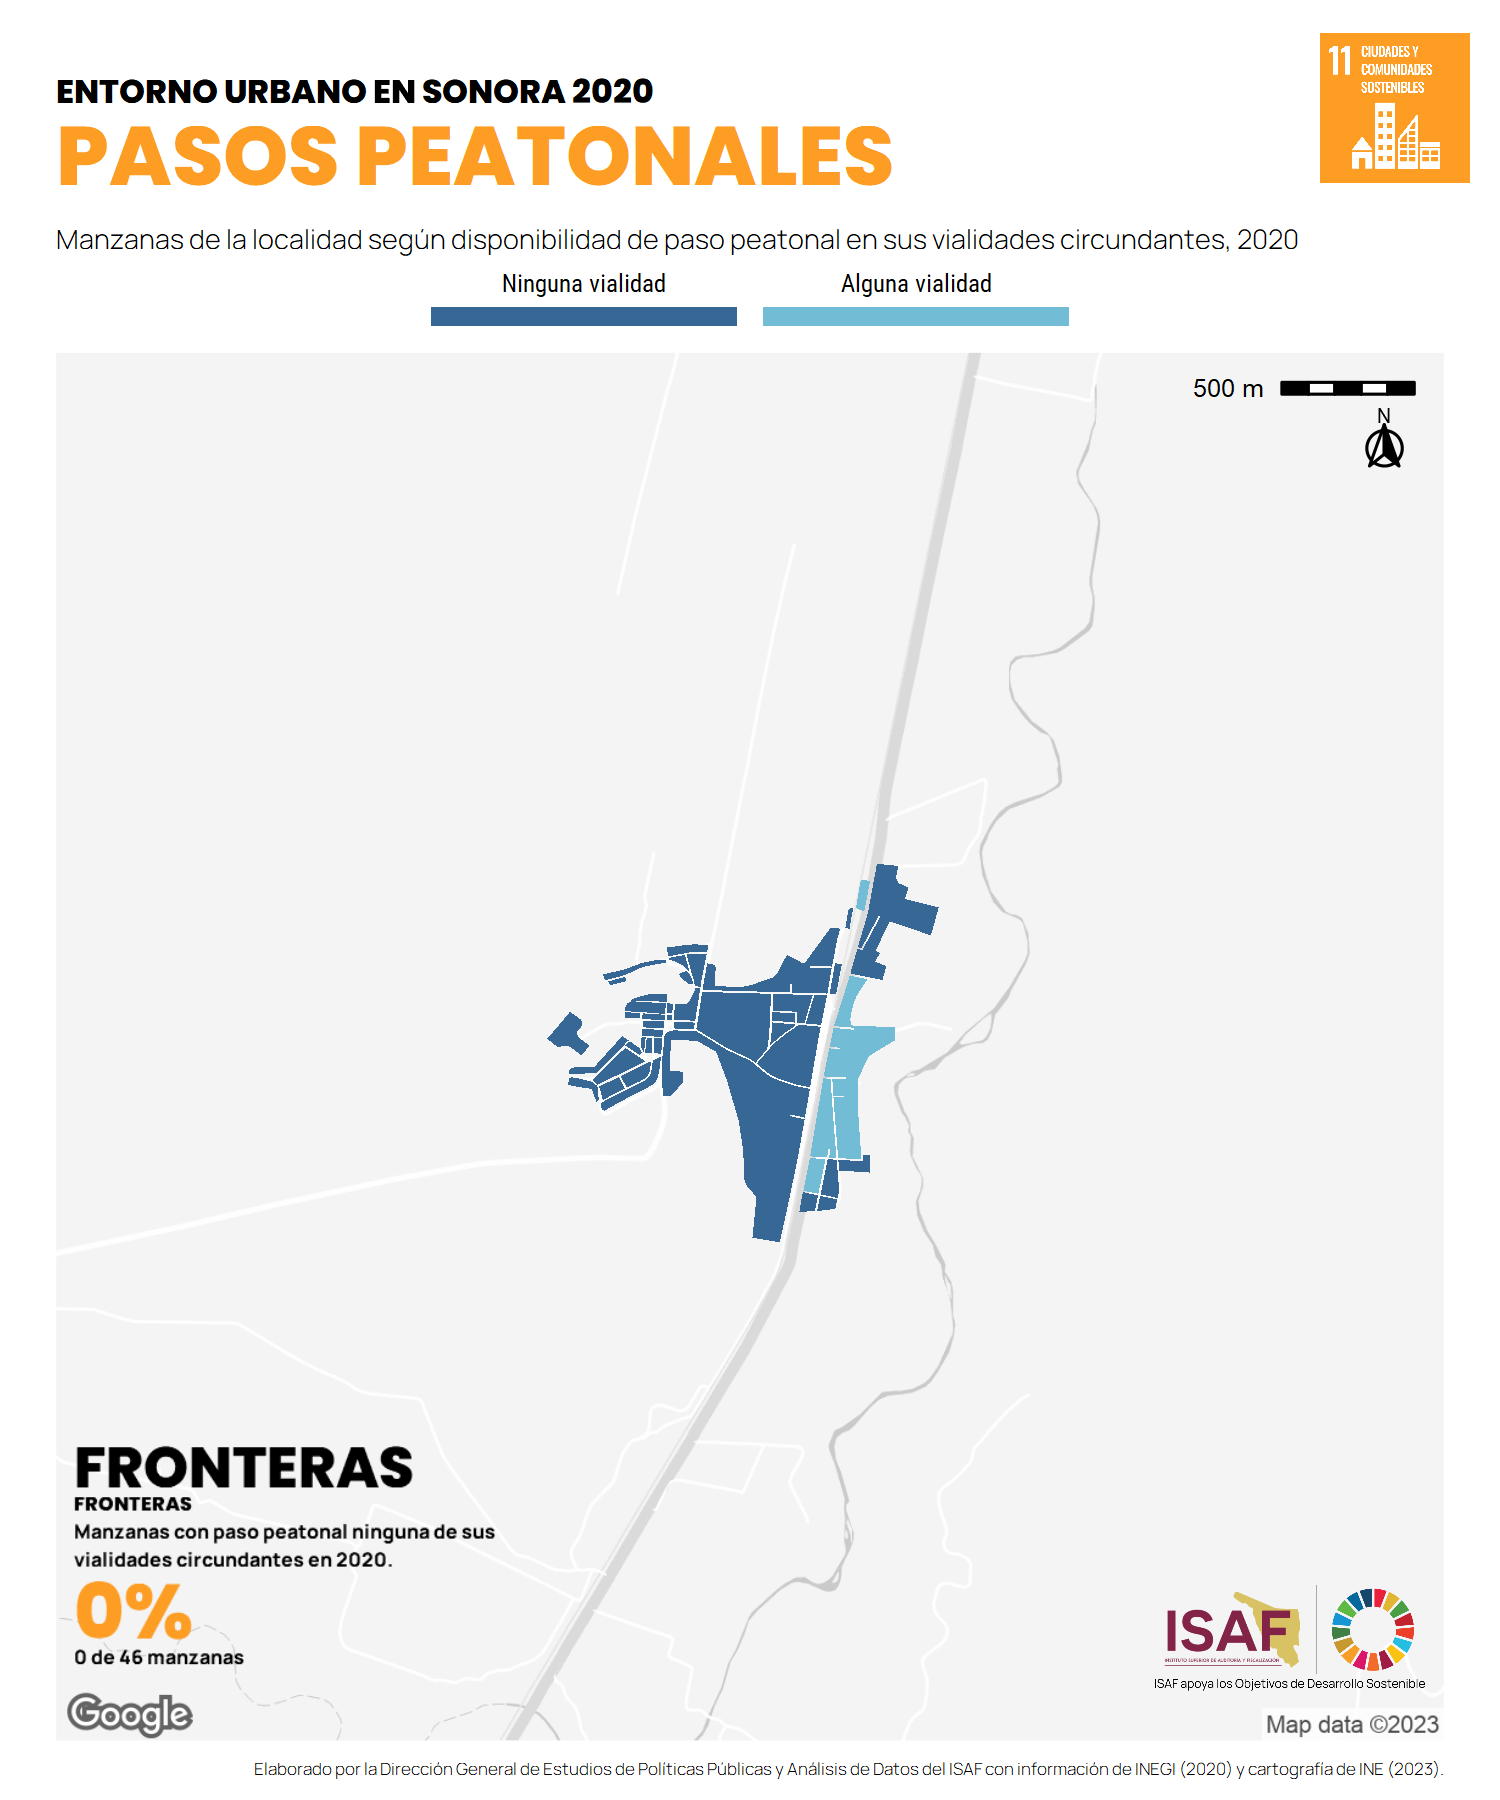 ENTORNO URBANO EN SONORA 2020
PASOS PEATONALES
11 CIUDADES Y
COMUNIDADES
SOSTENIBLES
Manzanas de la localidad según disponibilidad de paso peatonal en sus vialidades circundantes, 2020
Ninguna vialidad
Alguna vialidad
500 m
N
FRONTERAS
FRONTERAS
Manzanas con paso peatonal ninguna de sus
vialidades circundantes en 2020.
0%
0 de 46 manzanas
Google
ISAF
INSTITUTO SUPERIOR DE AUDITORÍA Y FISCALIZACIÓN
ISAF apoya los Objetivos de Desarrollo Sostenible
Map data ©2023
Elaborado por la Dirección General de Estudios de Políticas Públicas y Análisis de Datos del ISAF con información de INEGI (2020) y cartografía de INE (2023).